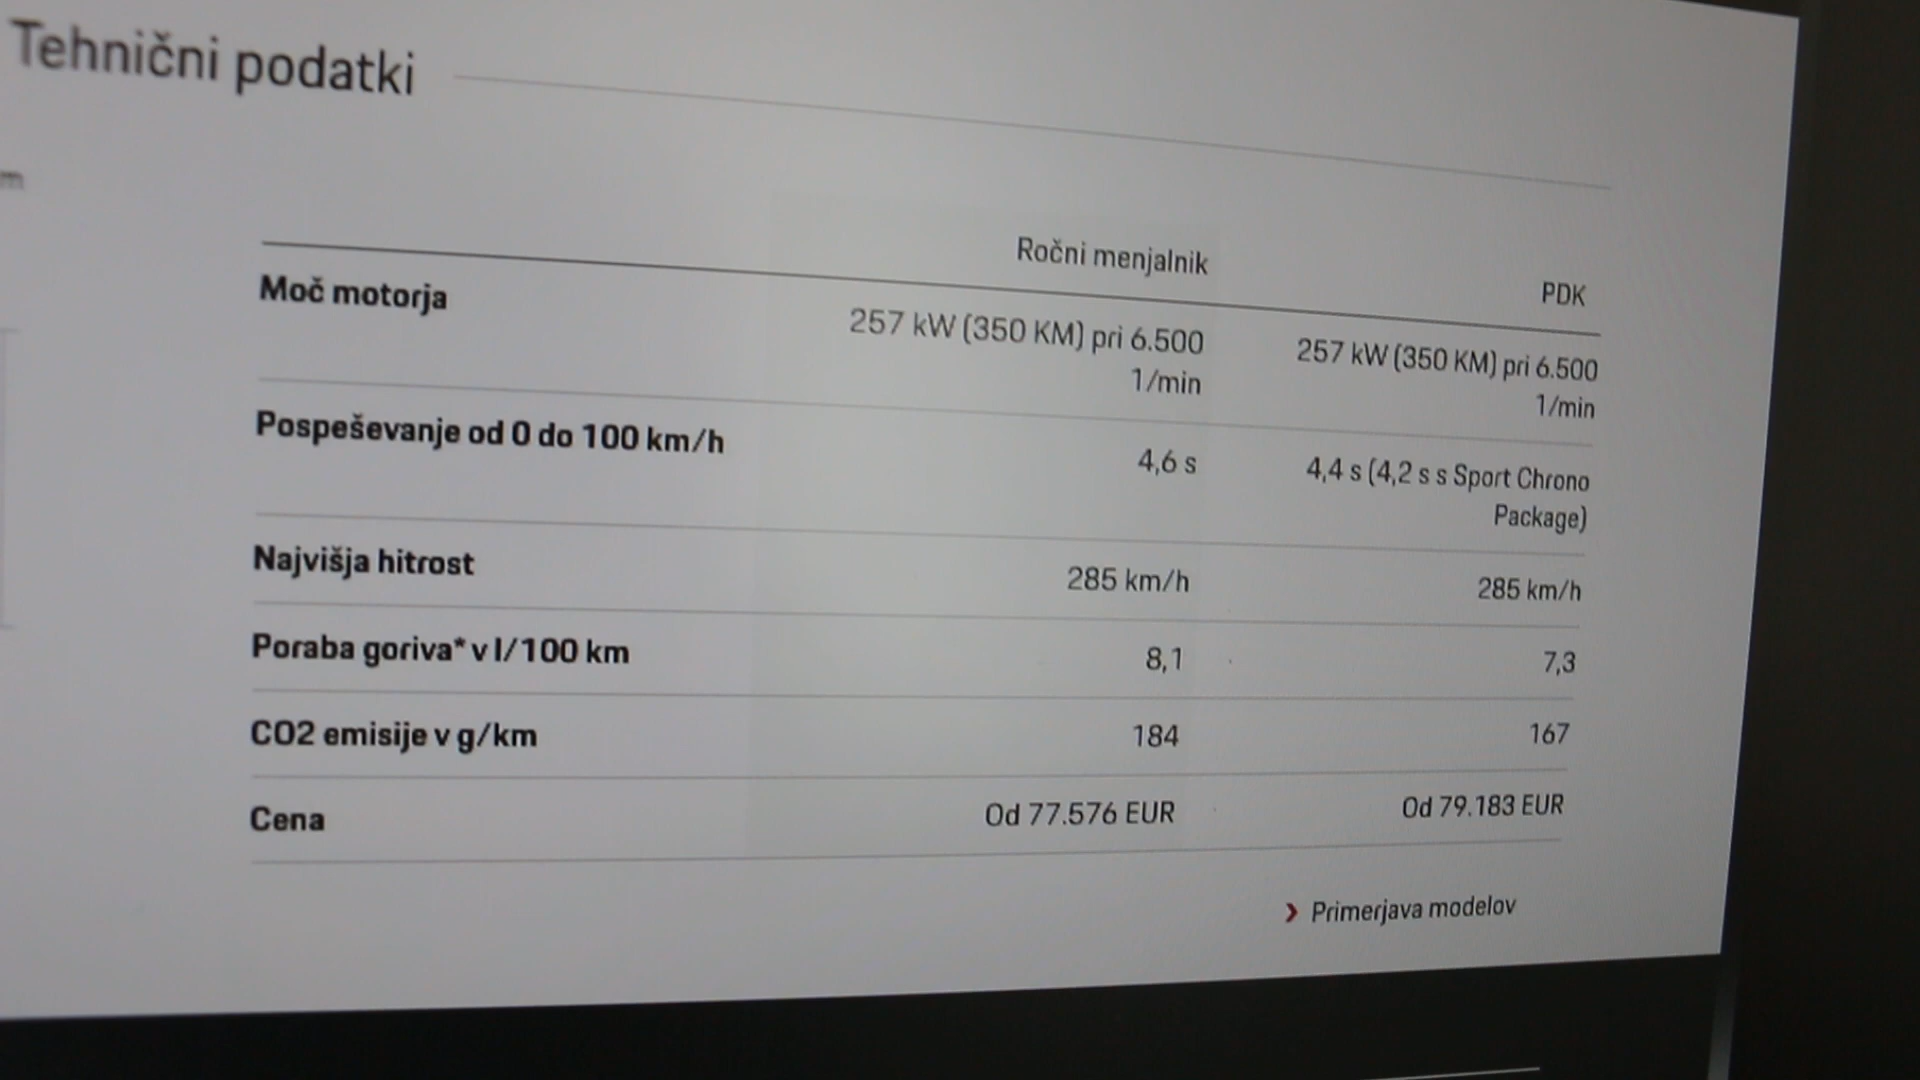 Tehnični podatki
m
Ročni menjalnik PDK
Moč motorja 257 kW (350 KM) pri 6.500 257 kW (350 KM) pri 6.500
1/min 1/min
Pospeševanje od 0 do 100 km/h 4,6 s 4,4 s (4,2 s s Sport Chrono
Package)
Najvišja hitrost 285 km/h 285 km/h
Poraba goriva* v l/100 km 8,1 7,3
CO2 emisije v g/km 184 167
Cena Od 77.576 EUR Od 79.183 EUR
› Primerjava modelov